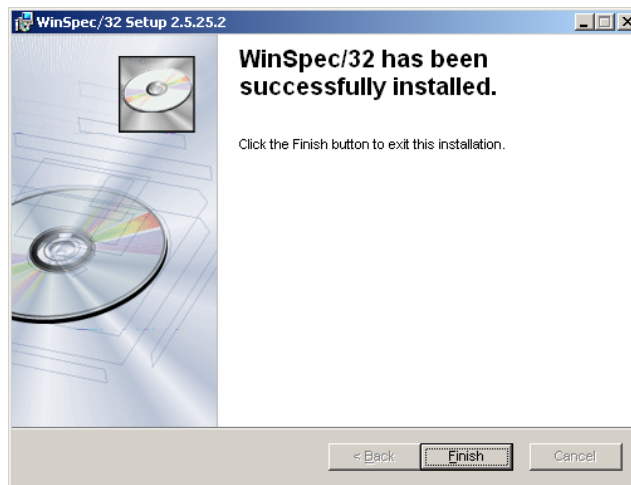 WinSpec/32 Setup 2.5.25.2
WinSpec/32 has been
successfully installed.
Click the Finish button to exit this installation.
< Back
Finish
Cancel